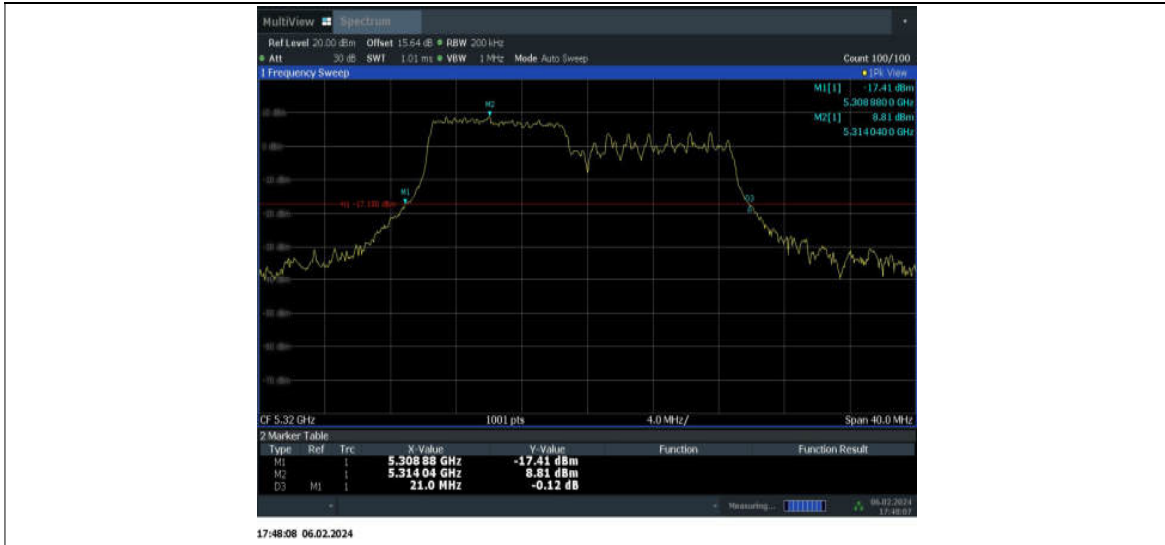 MultiView Spectrum
Ref Level 20.00 dBm Offset 15.64 dB RBW 200 kHz
Att 30 dB SWT 1.01 ms VBW 1 MHz Mode Auto Sweep Count 100/100
1 Frequency Sweep 1Pk View
M1[1] -17.41 dBm
5.308 880 0 GHz
M2[1] 8.81 dBm
5.314 040 0 GHz
M2
M1
D3
CF 5.32 GHz 1001 pts 4.0 MHz/ Span 40.0 MHz
2 Marker Table
Type Ref Trc X-Value Y-Value Function Function Result
M1 1 5.308 88 GHz -17.41 dBm
M2 1 5.314 04 GHz 8.81 dBm
D3 M1 1 21.0 MHz -0.12 dB
Measuring... 06.02.2024
17:48:07
17:48:08 06.02.2024